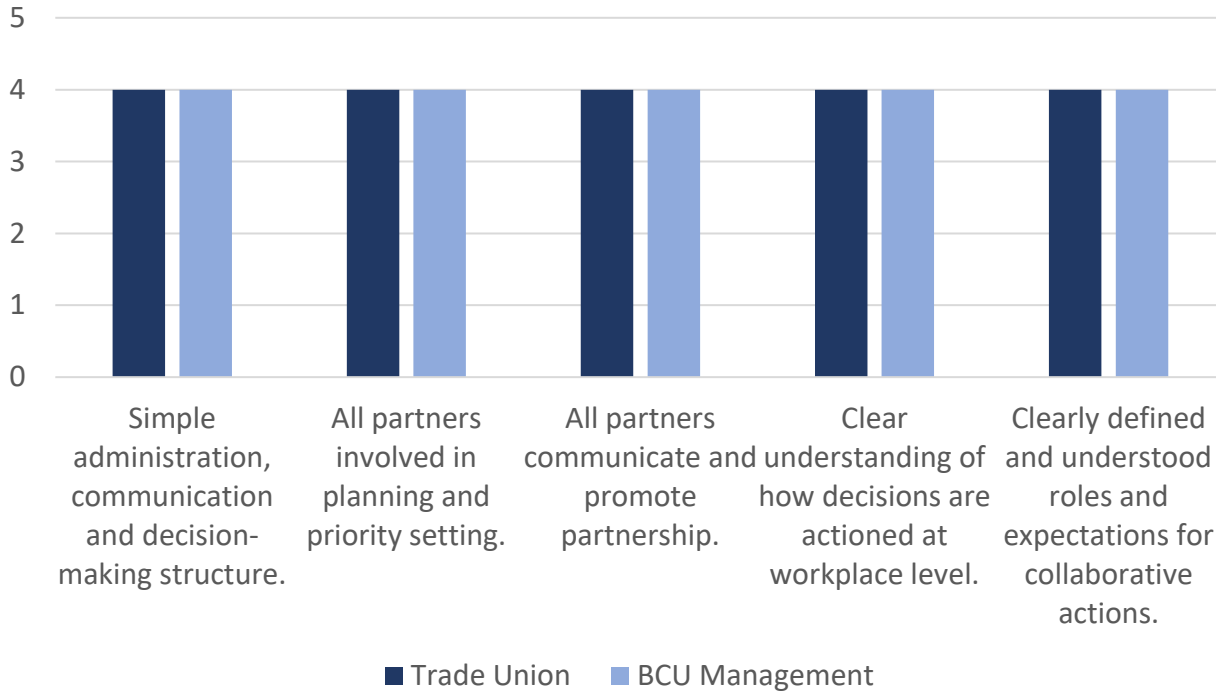 5
4
3
2
1
0
Simple
administration,
communication
and decision-
making structure.
All partners
involved in
planning and
priority setting.
All partners
communicate and
promote
partnership.
Clear
understanding of
how decisions are
actioned at
workplace level.
Clearly defined
and understood
roles and
expectations for
collaborative
actions.
Trade Union
BCU Management